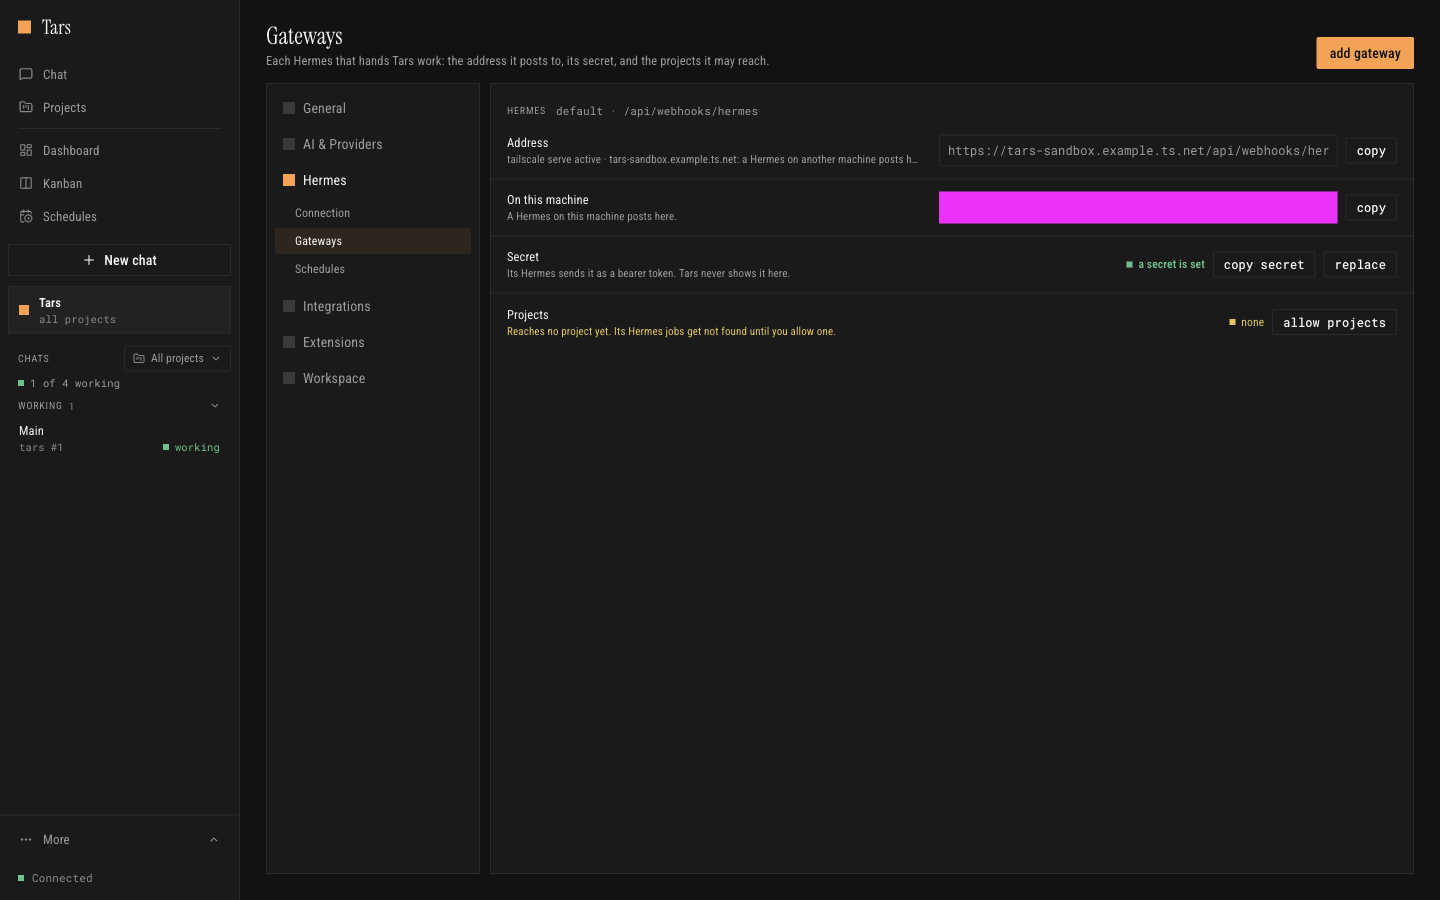 Tars
Chat
Projects
Dashboard
Kanban
Schedules
New chat
Tars
all projects
CHATS
All projects
1 of 4 working
WORKING 1
Main
tars #1
working
More
Connected
Gateways
Each Hermes that hands Tars work: the address it posts to, its secret, and the projects it may reach.
add gateway
General
AI & Providers
Hermes
Connection
Gateways
Schedules
Integrations
Extensions
Workspace
HERMES default · /api/webhooks/hermes
Address
tailscale serve active · tars-sandbox.example.ts.net: a Hermes on another machine posts h…
https://tars-sandbox.example.ts.net/api/webhooks/her
copy
On this machine
A Hermes on this machine posts here.
copy
Secret
Its Hermes sends it as a bearer token. Tars never shows it here.
a secret is set
copy secret
replace
Projects
Reaches no project yet. Its Hermes jobs get not found until you allow one.
none
allow projects